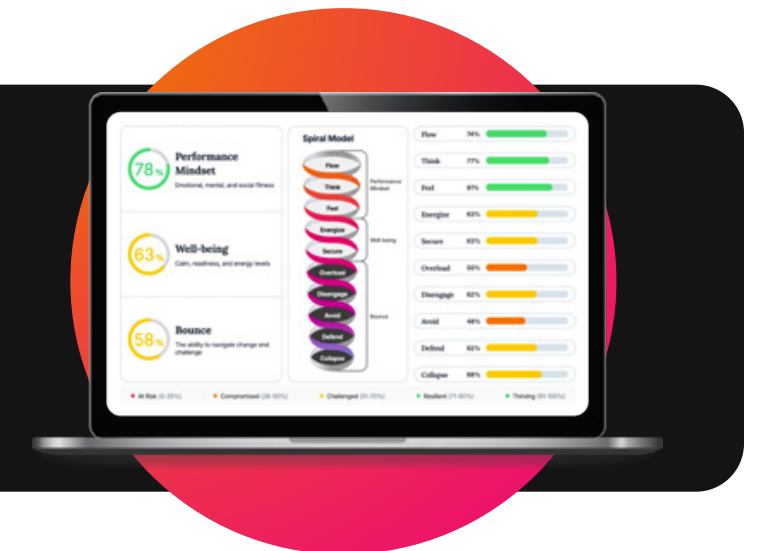 78%
Performance
Mindset
Emotional, mental, and social fitness
63%
Well-being
Calm, readiness, and energy levels
58%
Bounce
The ability to navigate change and
challenge
Spiral Model
Flow
Think
Feel
Energize
Secure
Overload
Disengage
Avoid
Defend
Collapse
Performance
Mindset
Well-being
Bounce
Flow 74%
Think 77%
Feel 81%
Energize 63%
Secure 63%
Overload 50%
Disengage 62%
Avoid 48%
Defend 62%
Collapse 68%
At Risk (0-25%)
Compromised (26-50%)
Challenged (51-70%)
Resilient (71-80%)
Thriving (81-100%)